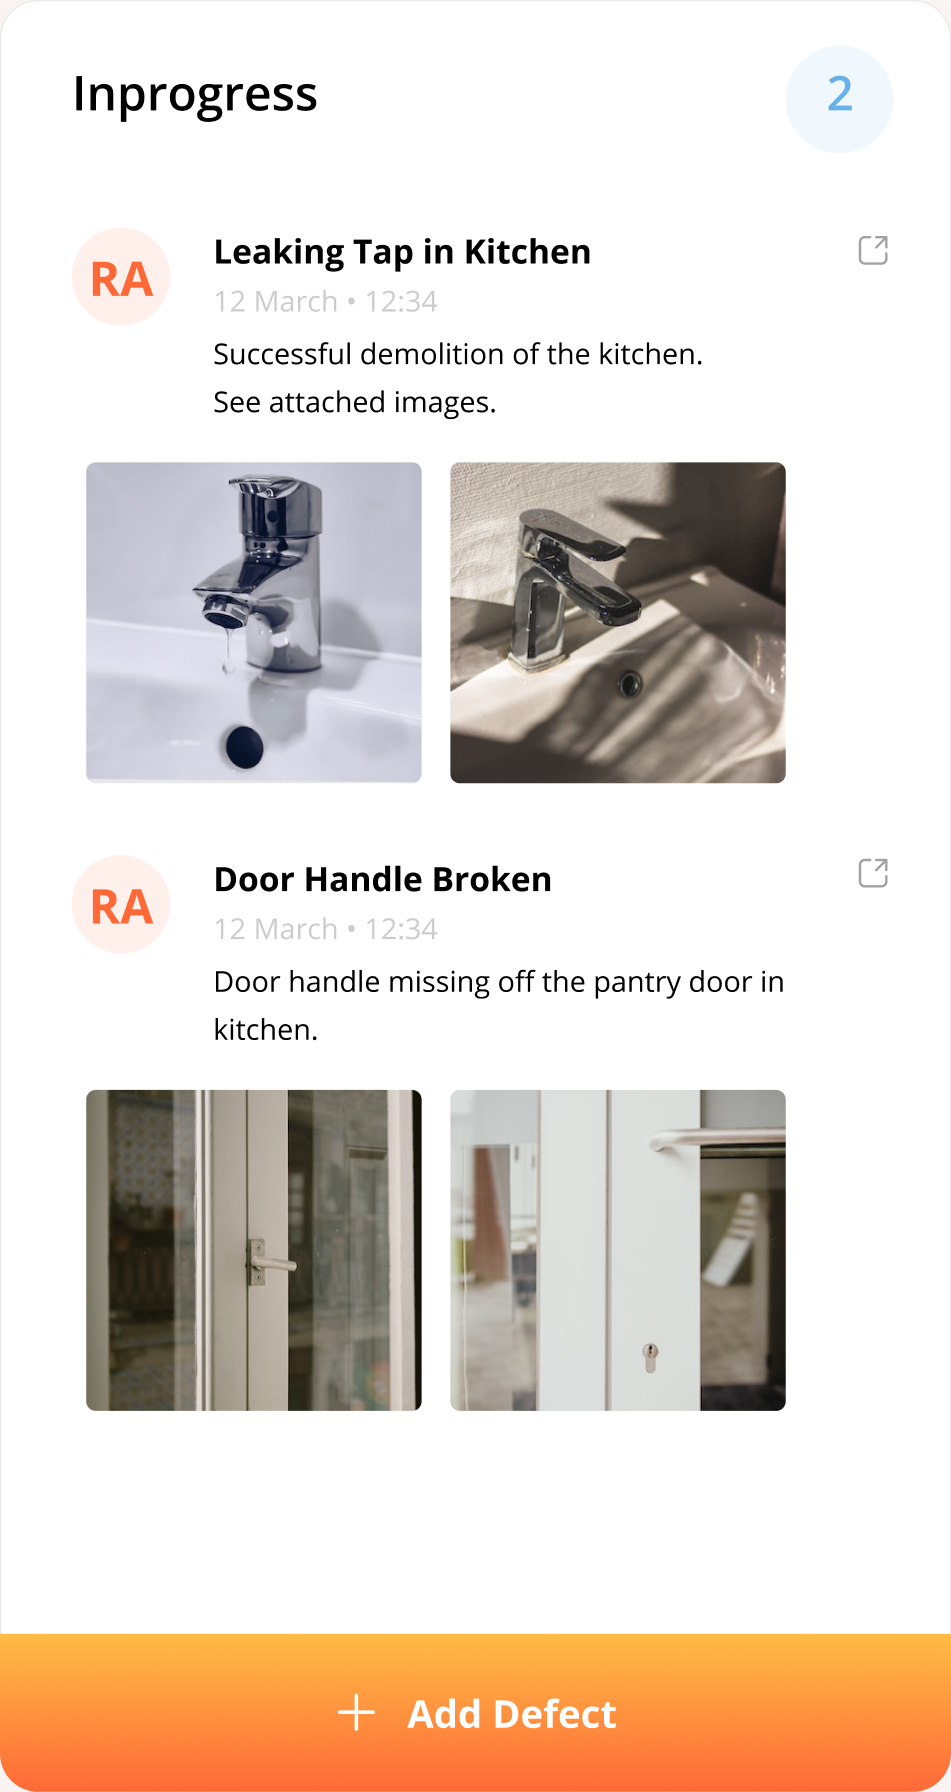 Inprogress
2
RA
Leaking Tap in Kitchen
12 March • 12:34
Successful demolition of the kitchen.
See attached images.
RA
Door Handle Broken
12 March • 12:34
Door handle missing off the pantry door in
kitchen.
Add Defect